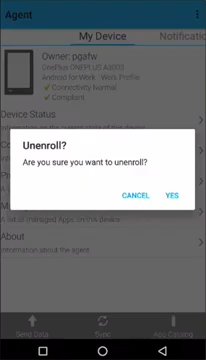 Agent
My Device
Notification
Owner: pgafw
OnePlus ONEPLUS A3003
Android for Work - Work Profile
✓ Connectivity Normal
✓ Compliant
Device Status
Unenroll?
Are you sure you want to unenroll?
CANCEL
YES
A list of managed Apps on the device
About
Information about the agent
Send Data
Sync
App Catalog